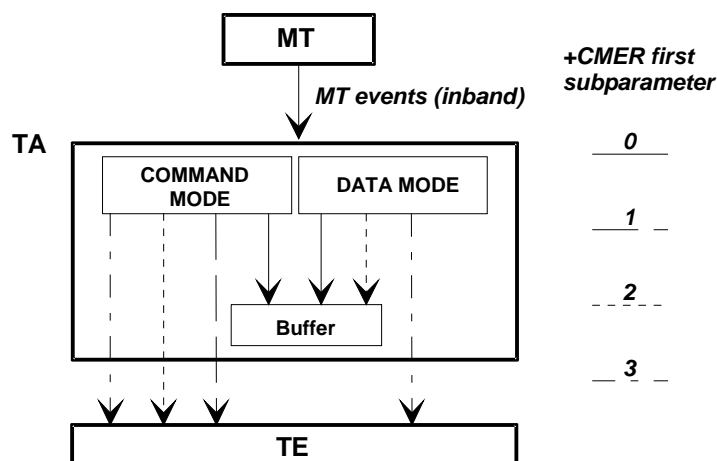 MT
+CMER first
subparameter
MT events (inband)
TA
0
COMMAND
MODE
DATA MODE
1
2
Buffer
3
TE